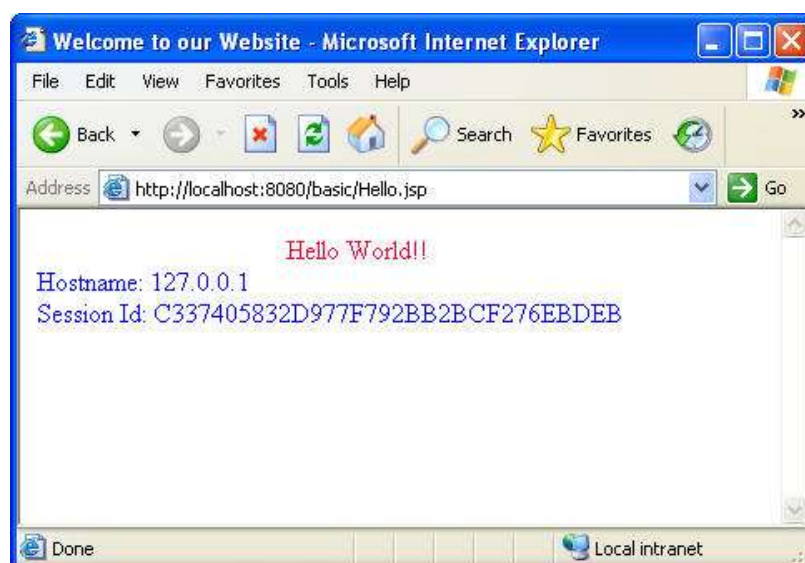 Welcome to our Website - Microsoft Internet Explorer
File Edit View Favorites Tools Help
Back Search Favorites »
Address http://localhost:8080/basic/Hello.jsp Go
Hello World!!
Hostname: 127.0.0.1
Session Id: C337405832D977F792BB2BCF276EBDEB
Done Local intranet